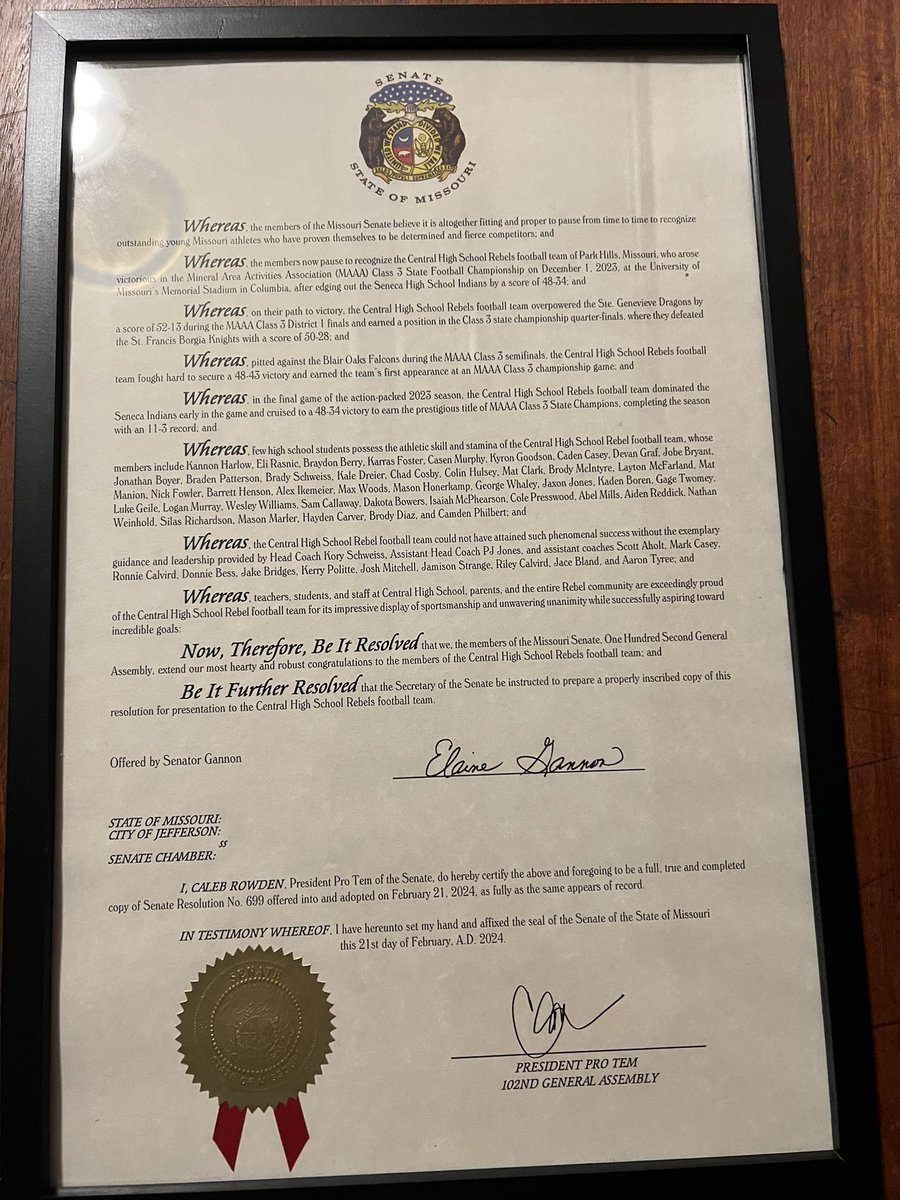 SENATE
UNITED WE STAND DIVIDED WE FALL
STATE OF MISSOURI
Whereas, the members of the Missouri Senate believe it is altogether fitting and proper to pause from time to time to recognize
outstanding young Missouri athletes who have proven themselves to be determined and fierce competitors; and
Whereas, the members now pause to recognize the Central High School Rebels football team of Park Hills, Missouri, who arose
victorious in the Mineral Area Activities Association (MAAA) Class 3 State Football Championship on December 1, 2023, at the University of
Missouri's Memorial Stadium in Columbia, after edging out the Seneca High School Indians by a score of 48-34; and
Whereas, on their path to victory, the Central High School Rebels football team overpowered the Ste. Genevieve Dragons by
a score of 52-13 during the MAAA Class 3 District 1 finals and earned a position in the Class 3 state championship quarter-finals, where they defeated
the St. Francis Borgia Knights with a score of 50-28; and
Whereas, pitted against the Blair Oaks Falcons during the MAAA Class 3 semifinals, the Central High School Rebels football
team fought hard to secure a 48-43 victory and earned the team's first appearance at an MAAA Class 3 championship game; and
Whereas, in the final game of the action-packed 2023 season, the Central High School Rebels football team dominated the
Seneca Indians early in the game and cruised to a 48-34 victory to earn the prestigious title of MAAA Class 3 State Champions, completing the season
with an 11-3 record; and
Whereas, few high school students possess the athletic skill and stamina of the Central High School Rebel football team, whose
members include Kannon Harlow, Eli Rasnic, Braydon Berry, Karras Foster, Casen Murphy, Kyron Goodson, Caden Casey, Devan Graf, Jobe Bryant,
Jonathan Boyer, Braden Patterson, Brady Schweiss, Kale Dreier, Chad Cosby, Colin Hulsey, Mat Clark, Brody McIntyre, Layton McFarland, Mat
Manion, Nick Fowler, Barrett Henson, Alex Ikemeier, Max Woods, Mason Honerkamp, George Whaley, Jaxon Jones, Kaden Boren, Gage Twomey,
Luke Geile, Logan Murray, Wesley Williams, Sam Callaway, Dakota Bowers, Isaiah McPhearson, Cole Presswood, Abel Mills, Aiden Reddick, Nathan
Weinhold, Silas Richardson, Mason Marler, Hayden Carver, Brody Diaz, and Camden Philbert; and
Whereas, the Central High School Rebel football team could not have attained such phenomenal success without the exemplary
guidance and leadership provided by Head Coach Kory Schweiss, Assistant Head Coach PJ Jones, and assistant coaches Scott Aholt, Mark Casey,
Ronnie Calvird, Donnie Bess, Jake Bridges, Kerry Politte, Josh Mitchell, Jamison Strange, Riley Calvird, Jace Bland, and Aaron Tyree; and
Whereas, teachers, students, and staff at Central High School, parents, and the entire Rebel community are exceedingly proud
of the Central High School Rebel football team for its impressive display of sportsmanship and unwavering unanimity while successfully aspiring toward
incredible goals:
Now, Therefore, Be It Resolved that we, the members of the Missouri Senate, One Hundred Second General
Assembly, extend our most hearty and robust congratulations to the members of the Central High School Rebels football team; and
Be It Further Resolved that the Secretary of the Senate be instructed to prepare a properly inscribed copy of this
resolution for presentation to the Central High School Rebels football team.
Offered by Senator Gannon
Elaine Gannon
STATE OF MISSOURI:
CITY OF JEFFERSON:
ss
SENATE CHAMBER:
I, CALEB ROWDEN, President Pro Tem of the Senate, do hereby certify the above and foregoing to be a full, true and completed
copy of Senate Resolution No. 699 offered into and adopted on February 21, 2024, as fully as the same appears of record.
IN TESTIMONY WHEREOF, I have hereunto set my hand and affixed the seal of the Senate of the State of Missouri
this 21st day of February, A.D. 2024.
SENATE
STATE OF MISSOURI
PRESIDENT PRO TEM
102ND GENERAL ASSEMBLY